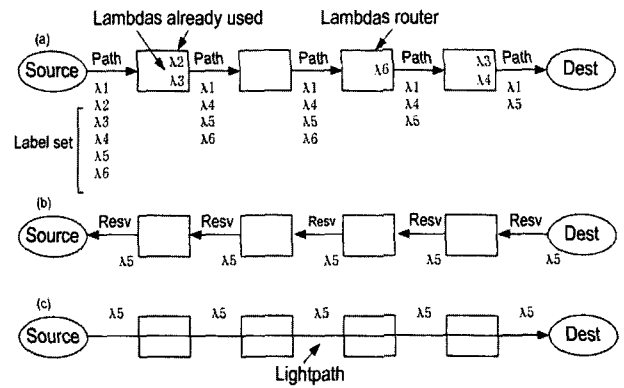 Lambdas already used
Lambdas router
(a)
Source
Path
λ2
λ3
Path
Path
λ6
Path
λ3
λ4
Path
Dest
λ1
λ2
λ3
λ4
λ5
λ6
Label set
λ1
λ4
λ5
λ6
λ1
λ4
λ5
λ6
λ1
λ4
λ5
λ1
λ5
(b)
Source
Resv
Resv
Resv
Resv
Resv
Dest
λ5
λ5
λ5
λ5
λ5
(c)
Source
λ5
λ5
λ5
λ5
λ5
Dest
Lightpath